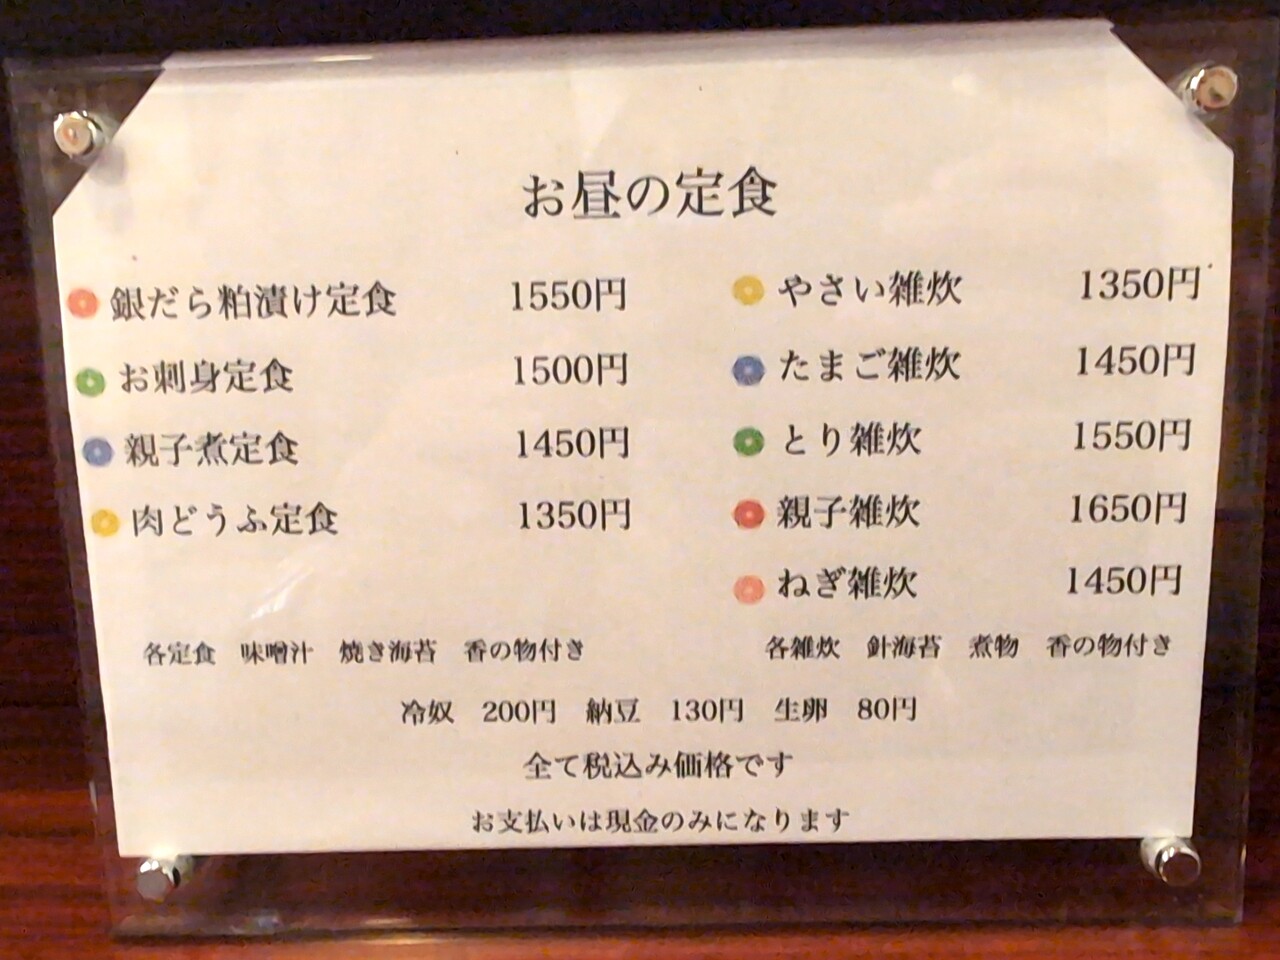 お昼の定食
銀だら粕漬け定食 1550円
お刺身定食 1500円
親子煮定食 1450円
肉どうふ定食 1350円
やさい雑炊 1350円
たまご雑炊 1450円
とり雑炊 1550円
親子雑炊 1650円
ねぎ雑炊 1450円
各定食 味噌汁 焼き海苔 香の物付き
各雑炊 針海苔 煮物 香の物付き
冷奴 200円 納豆 130円 生卵 80円
全て税込み価格です
お支払いは現金のみになります